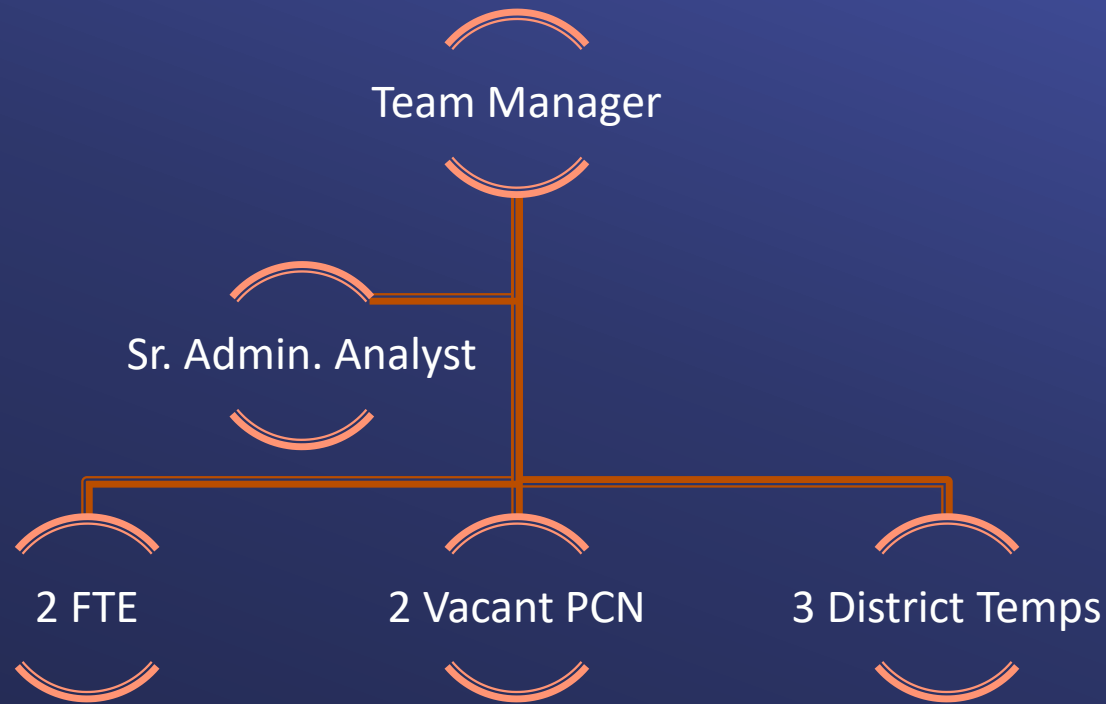 Team Manager
Sr. Admin. Analyst
2 FTE
2 Vacant PCN
3 District Temps